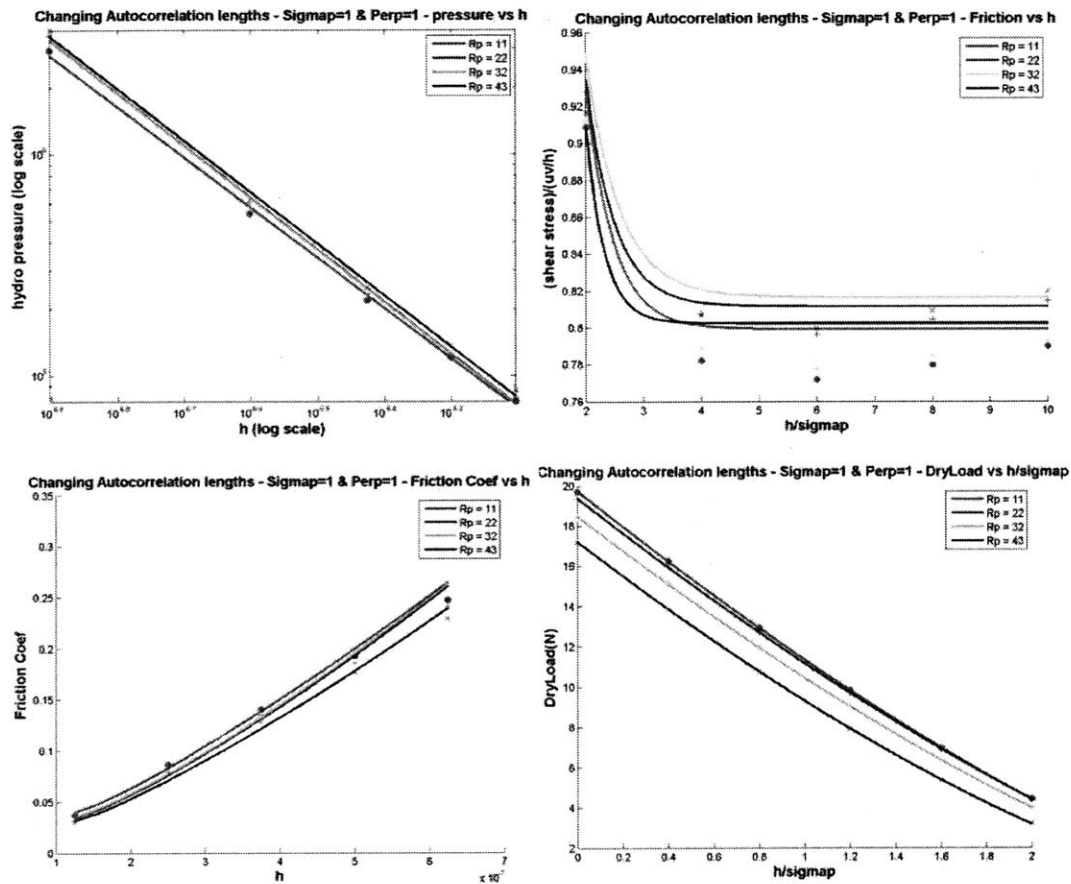 Changing Autocorrelation lengths - Sigmap=1 & Perp=1 - pressure vs h
Rp = 11
Rp = 22
Rp = 32
Rp = 43
hydro pressure (log scale)
10^6
10^5
h (log scale)
Changing Autocorrelation lengths - Sigmap=1 & Perp=1 - Friction vs h
Rp = 11
Rp = 22
Rp = 32
Rp = 43
(shear stress)/(uv/h)
0.96
0.94
0.92
0.9
0.88
0.86
0.84
0.82
0.8
0.78
0.76
2 3 4 5 6 7 8 9 10
h/sigmap
Changing Autocorrelation lengths - Sigmap=1 & Perp=1 - Friction Coef vs h
Rp = 11
Rp = 22
Rp = 32
Rp = 43
Friction Coef
0.35
0.3
0.25
0.2
0.15
0.1
0.05
0
1 2 3 4 5 6 7
h
Changing Autocorrelation lengths - Sigmap=1 & Perp=1 - DryLoad vs h/sigmap
Rp = 11
Rp = 22
Rp = 32
Rp = 43
DryLoad(N)
20
18
16
14
12
10
8
6
4
2
0 0.2 0.4 0.6 0.8 1 1.2 1.4 1.6 1.8 2
h/sigmap